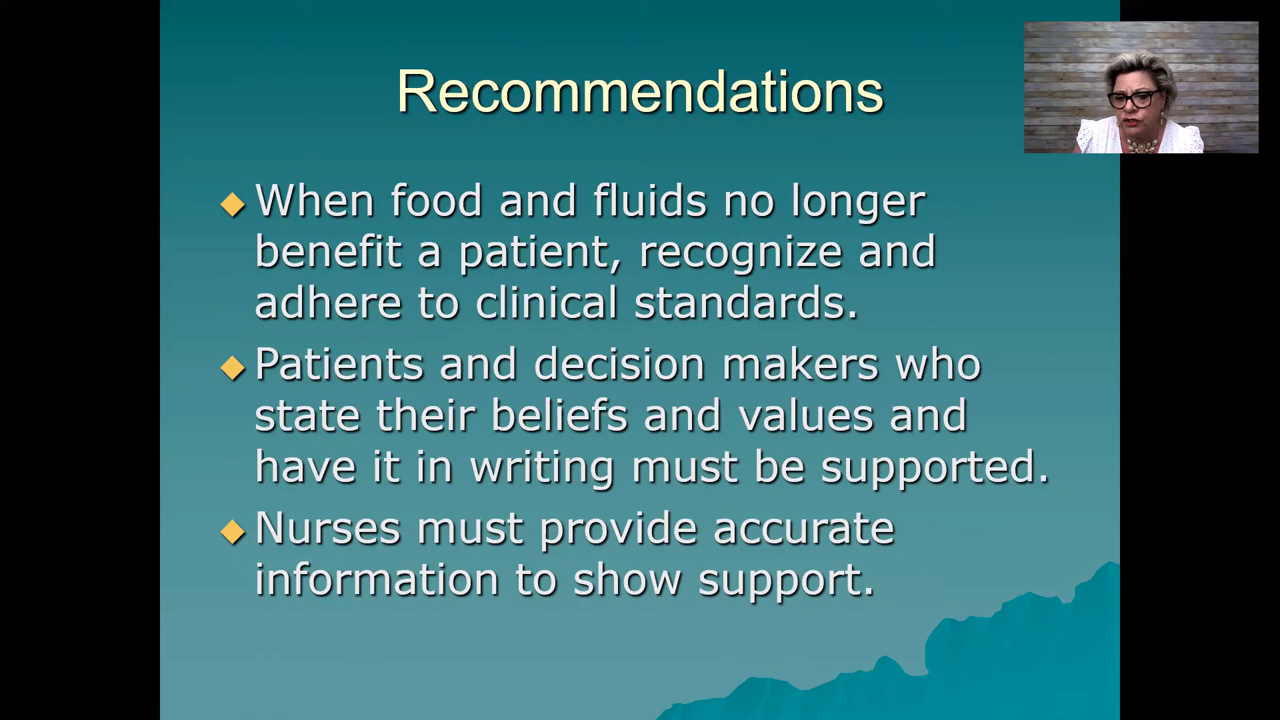 Recommendations
When food and fluids no longer
benefit a patient, recognize and
adhere to clinical standards.
Patients and decision makers who
state their beliefs and values and
have it in writing must be supported.
Nurses must provide accurate
information to show support.